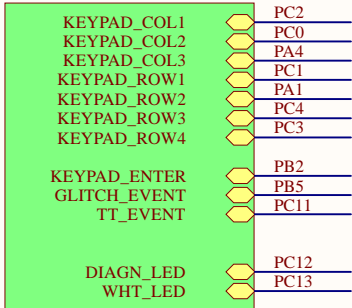 KEYPAD_COL1 PC2
KEYPAD_COL2 PC0
KEYPAD_COL3 PA4
KEYPAD_ROW1 PC1
KEYPAD_ROW2 PA1
KEYPAD_ROW3 PC4
KEYPAD_ROW4 PC3
KEYPAD_ENTER PB2
GLITCH_EVENT PB5
TT_EVENT PC11
DIAGN_LED PC12
WHT_LED PC13